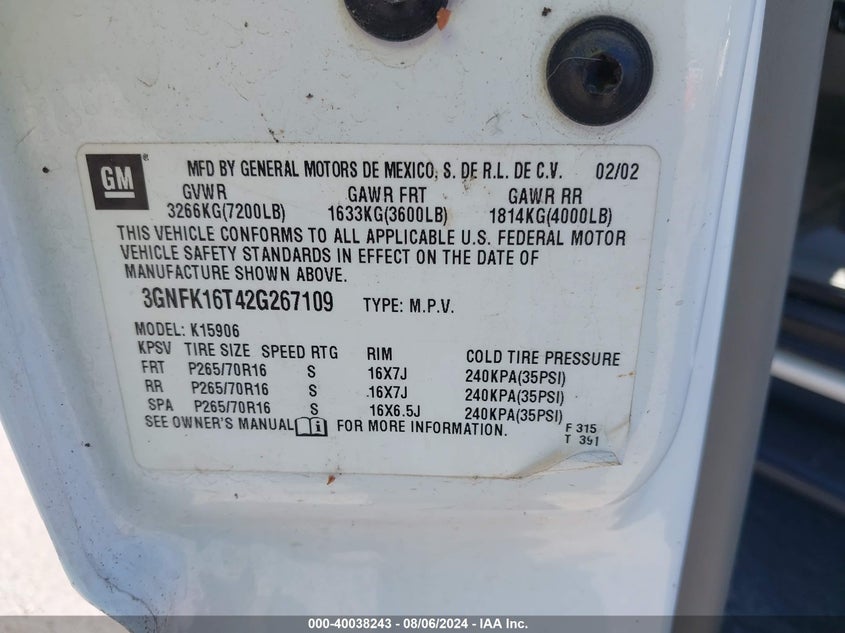 GM ®
MFD BY GENERAL MOTORS DE MEXICO, S. DE R.L. DE C.V. 02/02
GVWR GAWR FRT GAWR RR
3266KG(7200LB) 1633KG(3600LB) 1814KG(4000LB)
THIS VEHICLE CONFORMS TO ALL APPLICABLE U.S. FEDERAL MOTOR
VEHICLE SAFETY STANDARDS IN EFFECT ON THE DATE OF
MANUFACTURE SHOWN ABOVE.
3GNFK16T42G267109 TYPE: M.P.V.
MODEL: K15906
KPSV TIRE SIZE SPEED RTG RIM COLD TIRE PRESSURE
FRT P265/70R16 S 16X7J 240KPA(35PSI)
RR P265/70R16 S 16X7J 240KPA(35PSI)
SPA P265/70R16 S 16X6.5J 240KPA(35PSI)
SEE OWNER'S MANUAL i FOR MORE INFORMATION.
F 315
T 391
000-40038243 - 08/06/2024 - IAA Inc.